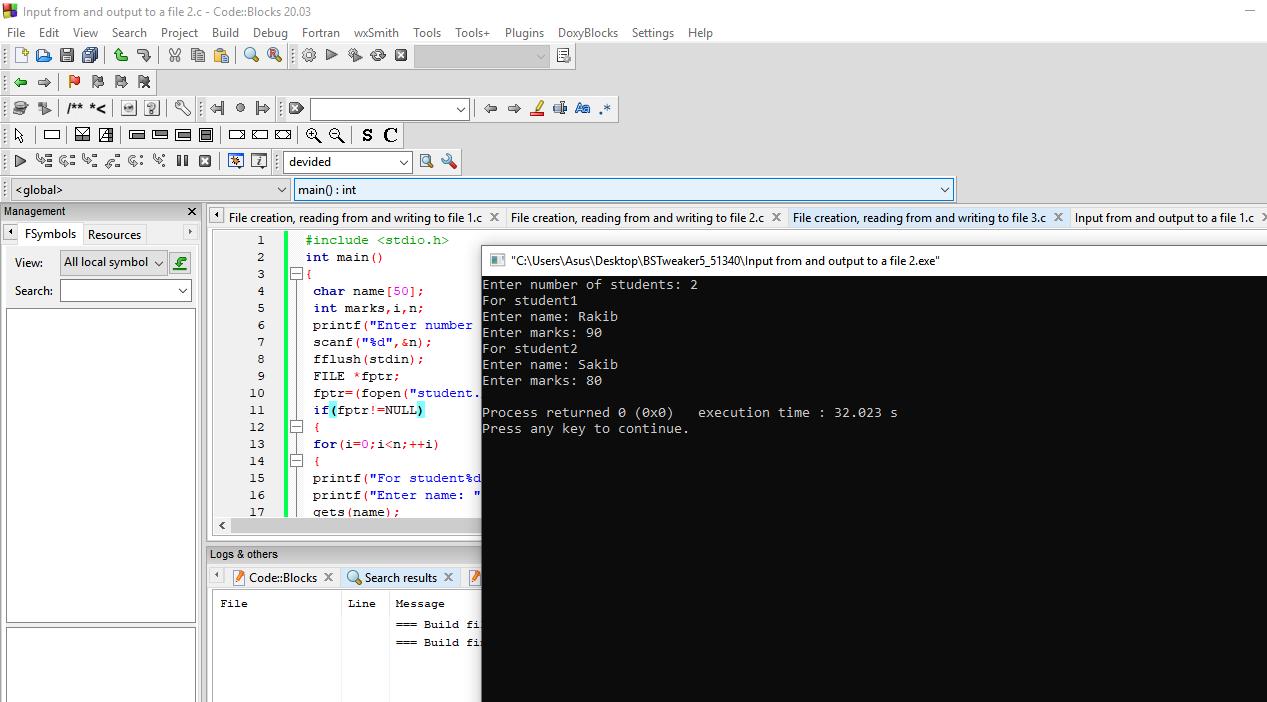 Input from and output to a file 2.c - Code::Blocks 20.03
File Edit View Search Project Build Debug Fortran wxSmith Tools Tools+ Plugins DoxyBlocks Settings Help
/** *<
Aa .*
S C
devided
<global> main() : int
Management
File creation, reading from and writing to file 1.c File creation, reading from and writing to file 2.c File creation, reading from and writing to file 3.c Input from and output to a file 1.c
FSymbols Resources
View: All local symbol
Search:
1 #include <stdio.h>
2 int main()
3 {
4 char name[50];
5 int marks,i,n;
6 printf("Enter number
7 scanf("%d",&n);
8 fflush(stdin);
9 FILE *fptr;
10 fptr=(fopen("student.
11 if(fptr!=NULL)
12 {
13 for(i=0;i<n;++i)
14 {
15 printf("For student%d
16 printf("Enter name: "
17 gets(name);
"C:\Users\Asus\Desktop\BSTweaker5_51340\Input from and output to a file 2.exe"
Enter number of students: 2
For student1
Enter name: Rakib
Enter marks: 90
For student2
Enter name: Sakib
Enter marks: 80
Process returned 0 (0x0) execution time : 32.023 s
Press any key to continue.
Logs & others
Code::Blocks Search results
File Line Message
=== Build fi
=== Build fi